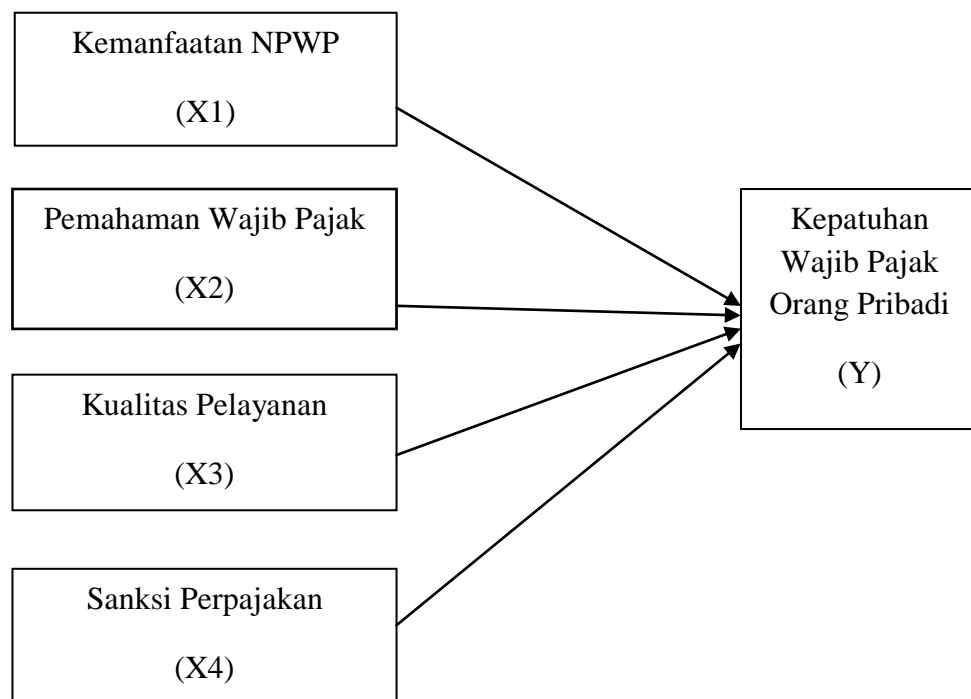 Kemanfaatan NPWP
(X1)
Pemahaman Wajib Pajak
(X2)
Kualitas Pelayanan
(X3)
Sanksi Perpajakan
(X4)
Kepatuhan
Wajib Pajak
Orang Pribadi
(Y)